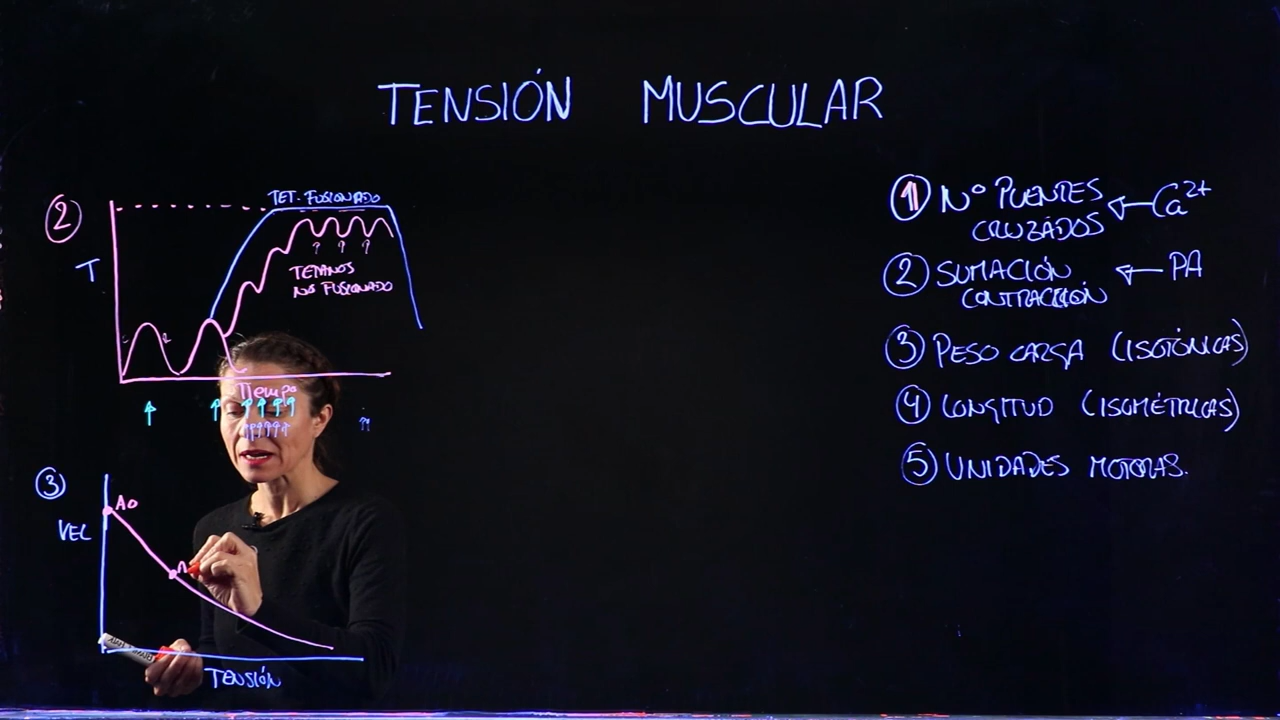 TENSIÓN MUSCULAR
2
TET. FUSIONADO
T
TETANOS
NO FUSIONADO
Tiempo
3
A0
VEL
TENSIÓN
1 Nº PUENTES
CRUZADOS
Ca2+
2 SUMACIÓN
CONTRACCIÓN
PA
3 PESO CARGA (ISOTÓNICAS)
4 LONGITUD (ISOMÉTRICAS)
5 UNIDADES MOTORAS.